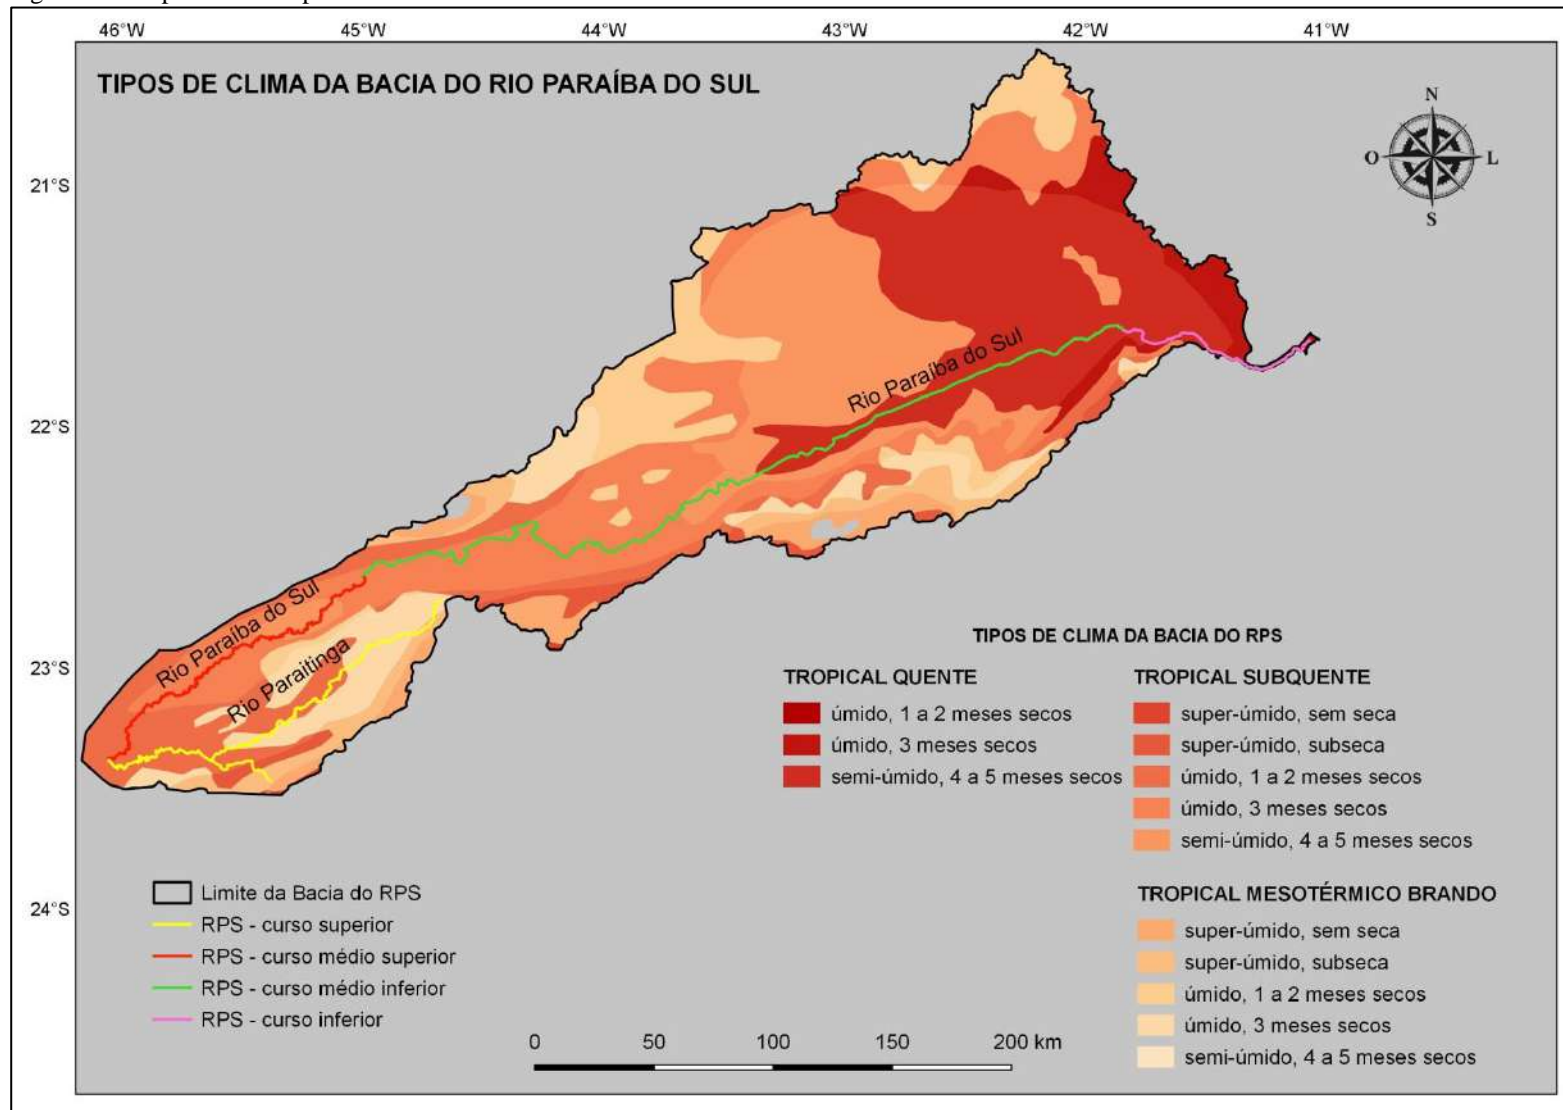 46°W 45°W 44°W 43°W 42°W 41°W
TIPOS DE CLIMA DA BACIA DO RIO PARAÍBA DO SUL
N
O L
S
21°S
22°S
23°S
24°S
Rio Paraíba do Sul
Rio Paraíba do Sul
Rio Paraitinga
TIPOS DE CLIMA DA BACIA DO RPS
TROPICAL QUENTE
úmido, 1 a 2 meses secos
úmido, 3 meses secos
semi-úmido, 4 a 5 meses secos
TROPICAL SUBQUENTE
super-úmido, sem seca
super-úmido, subseca
úmido, 1 a 2 meses secos
úmido, 3 meses secos
semi-úmido, 4 a 5 meses secos
TROPICAL MESOTÉRMICO BRANDO
super-úmido, sem seca
super-úmido, subseca
úmido, 1 a 2 meses secos
úmido, 3 meses secos
semi-úmido, 4 a 5 meses secos
Limite da Bacia do RPS
RPS - curso superior
RPS - curso médio superior
RPS - curso médio inferior
RPS - curso inferior
0 50 100 150 200 km